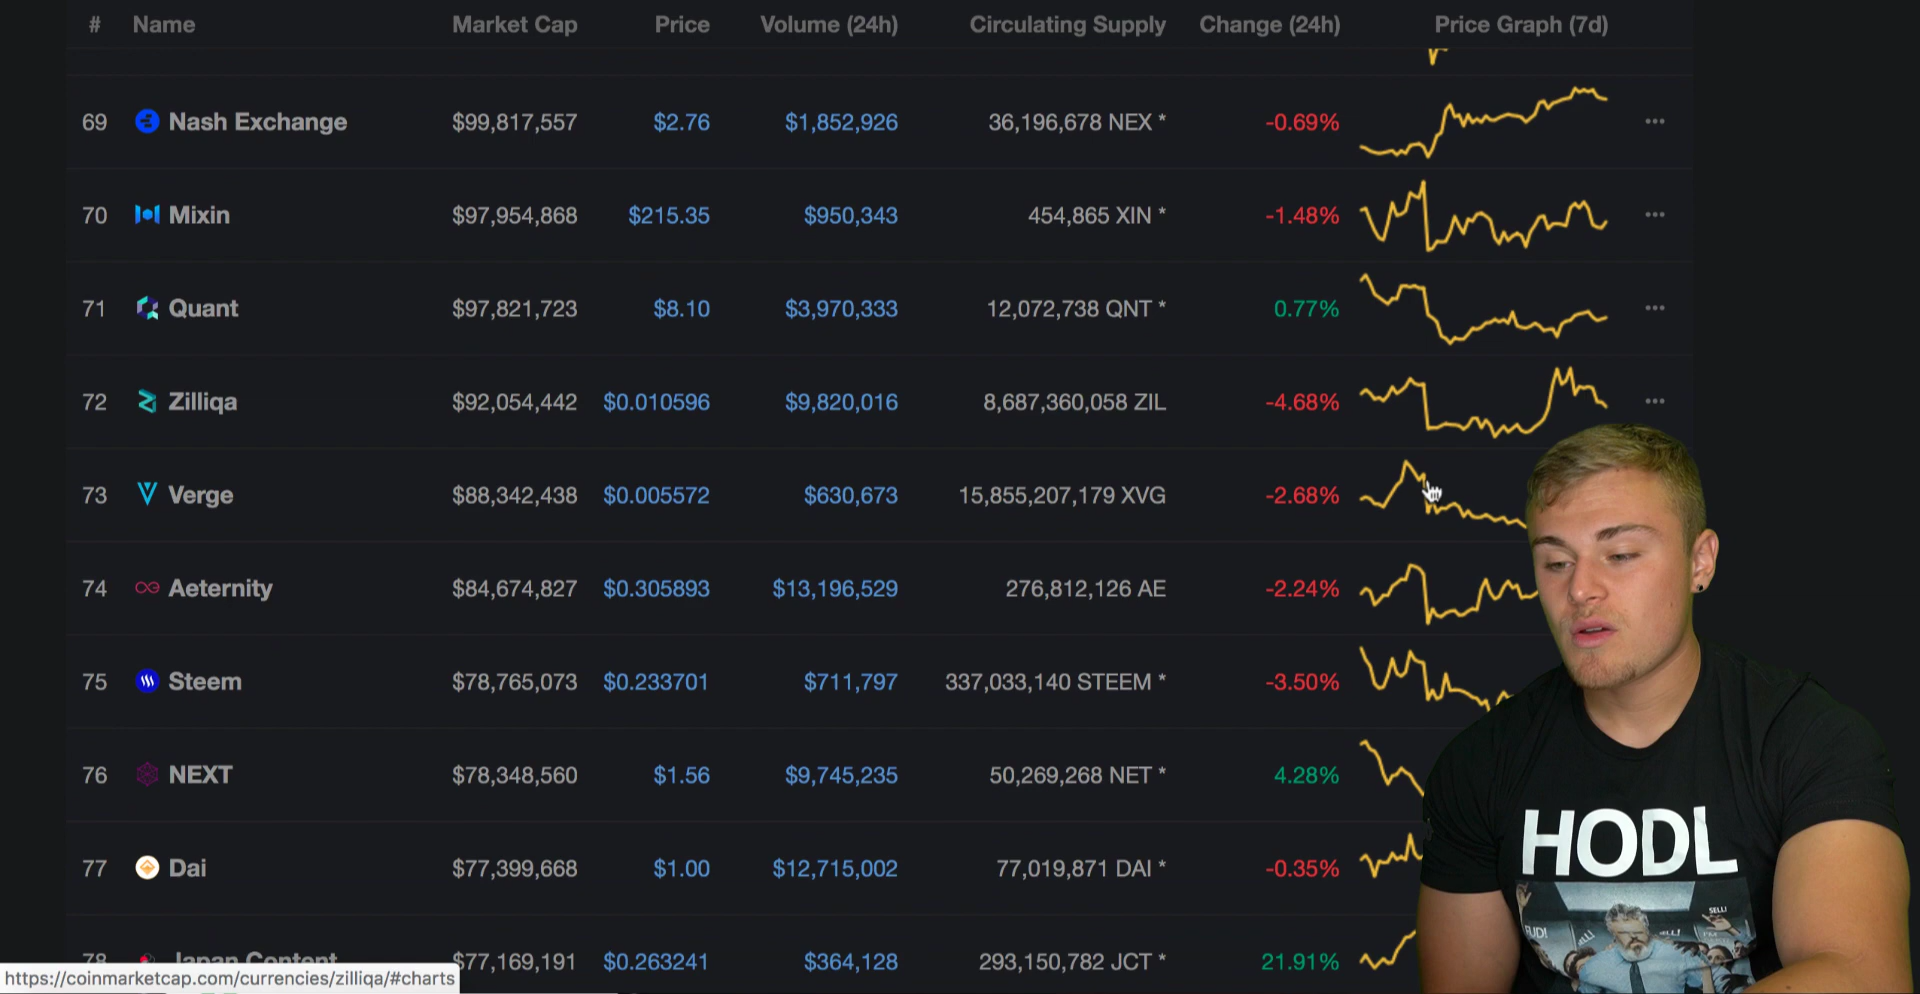 # Name Market Cap Price Volume (24h) Circulating Supply Change (24h) Price Graph (7d)
69 Nash Exchange $99,817,557 $2.76 $1,852,926 36,196,678 NEX * -0.69%
70 Mixin $97,954,868 $215.35 $950,343 454,865 XIN * -1.48%
71 Quant $97,821,723 $8.10 $3,970,333 12,072,738 QNT * 0.77%
72 Zilliqa $92,054,442 $0.010596 $9,820,016 8,687,360,058 ZIL -4.68%
73 Verge $88,342,438 $0.005572 $630,673 15,855,207,179 XVG -2.68%
74 Aeternity $84,674,827 $0.305893 $13,196,529 276,812,126 AE -2.24%
75 Steem $78,765,073 $0.233701 $711,797 337,033,140 STEEM * -3.50%
76 NEXT $78,348,560 $1.56 $9,745,235 50,269,268 NET * 4.28%
77 Dai $77,399,668 $1.00 $12,715,002 77,019,871 DAI * -0.35%
78 Japan Content $77,169,191 $0.263241 $364,128 293,150,782 JCT * 21.91%
https://coinmarketcap.com/currencies/zilliqa/#charts
HODL
SELL!
FUD!